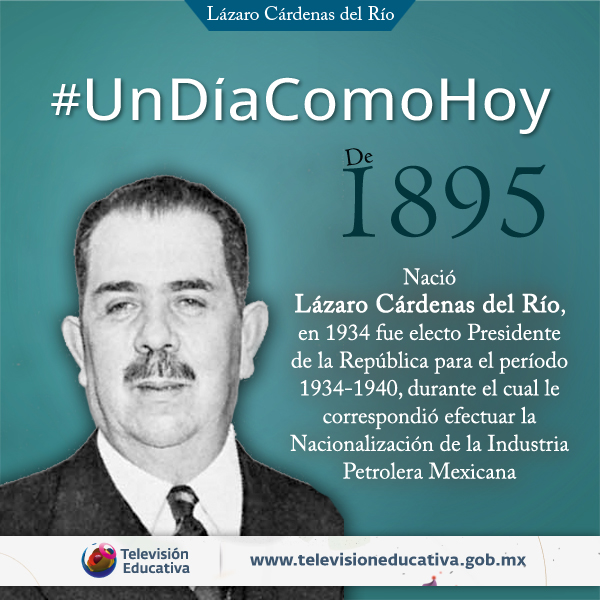 Lázaro Cárdenas del Río
#UnDíaComoHoy
De
1895
Nació
Lázaro Cárdenas del Río,
en 1934 fue electo Presidente
de la República para el período
1934-1940, durante el cual le
correspondió efectuar la
Nacionalización de la Industria
Petrolera Mexicana
Televisión
Educativa
www.televisioneducativa.gob.mx